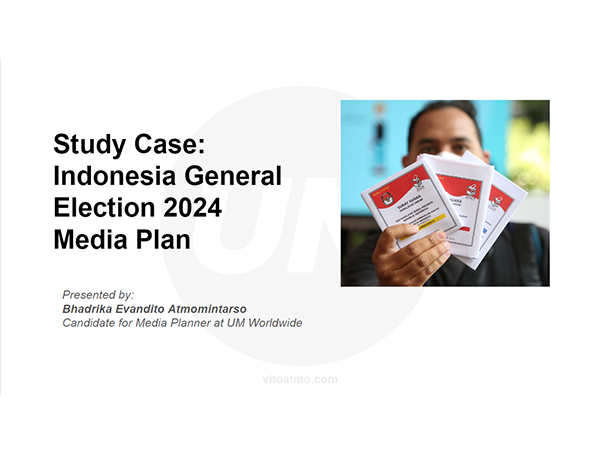 Study Case:
Indonesia General
Election 2024
Media Plan
Presented by:
Bhadrika Evandito Atmomintarso
Candidate for Media Planner at UM Worldwide
SURAT SUARA
UM
vitoatmo.com